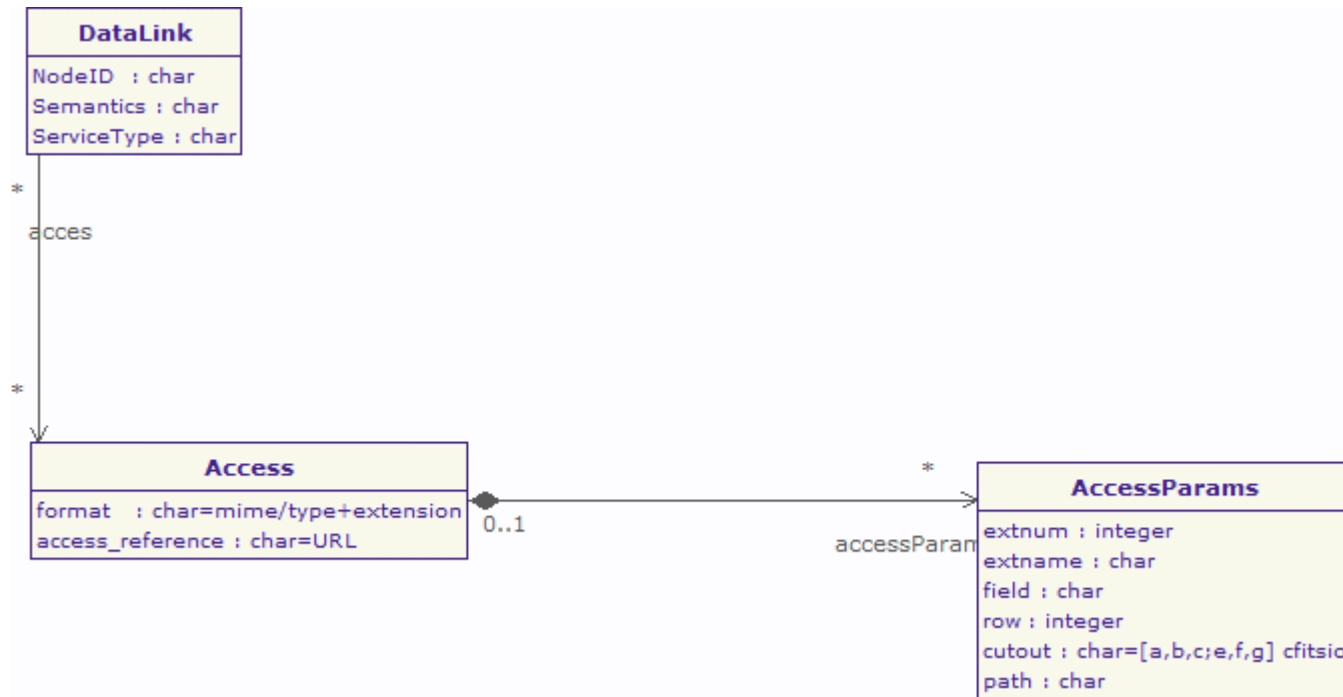 DataLink
NodeID : char
Semantics : char
ServiceType : char
*
acces
*
Access
format : char=mime/type+extension
access_reference : char=URL
0..1
*
accessParam
AccessParams
extnum : integer
extname : char
field : char
row : integer
cutout : char=[a,b,c;e,f,g] cfitsio
path : char